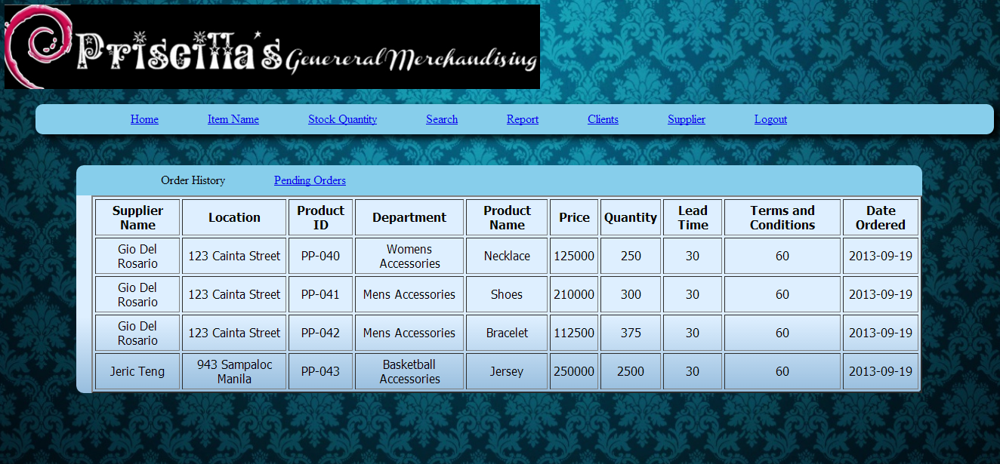 Priscilla's Genereral Merchandising
Home Item Name Stock Quantity Search Report Clients Supplier Logout
Order History Pending Orders
Supplier Name Location Product ID Department Product Name Price Quantity Lead Time Terms and Conditions Date Ordered
Gio Del Rosario 123 Cainta Street PP-040 Womens Accessories Necklace 125000 250 30 60 2013-09-19
Gio Del Rosario 123 Cainta Street PP-041 Mens Accessories Shoes 210000 300 30 60 2013-09-19
Gio Del Rosario 123 Cainta Street PP-042 Mens Accessories Bracelet 112500 375 30 60 2013-09-19
Jeric Teng 943 Sampaloc Manila PP-043 Basketball Accessories Jersey 250000 2500 30 60 2013-09-19